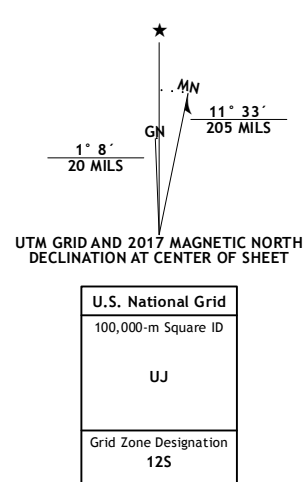 ★
MN
11° 33´
205 MILS
GN
1° 8´
20 MILS
UTM GRID AND 2017 MAGNETIC NORTH
DECLINATION AT CENTER OF SHEET
U.S. National Grid
100,000-m Square ID
UJ
Grid Zone Designation
12S